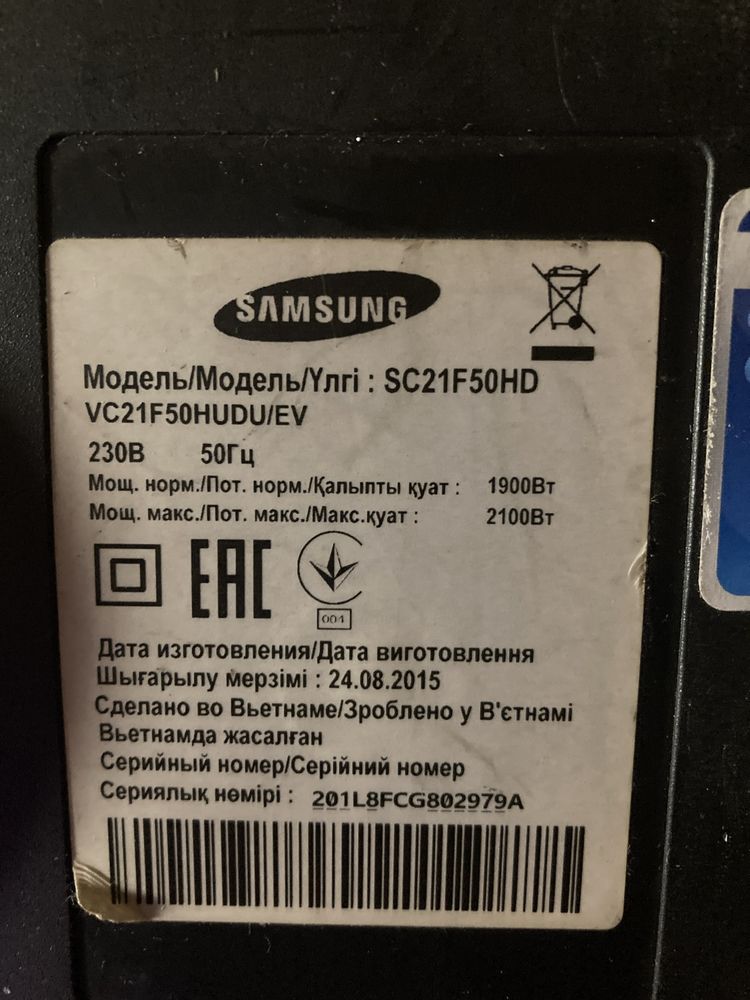 SAMSUNG
Модель/Модель/Үлгі : SC21F50HD
VC21F50HUDU/EV
230В 50Гц
Мощ. норм./Пот. норм./Қалыпты қуат : 1900Вт
Мощ. макс./Пот. макс./Макс.қуат : 2100Вт
EAC
001
Дата изготовления/Дата виготовлення
Шығарылу мерзімі : 24.08.2015
Сделано во Вьетнаме/Зроблено у В'єтнамі
Вьетнамда жасалған
Серийный номер/Серійний номер
Сериялық нөмірі : 201L8FCG802979A